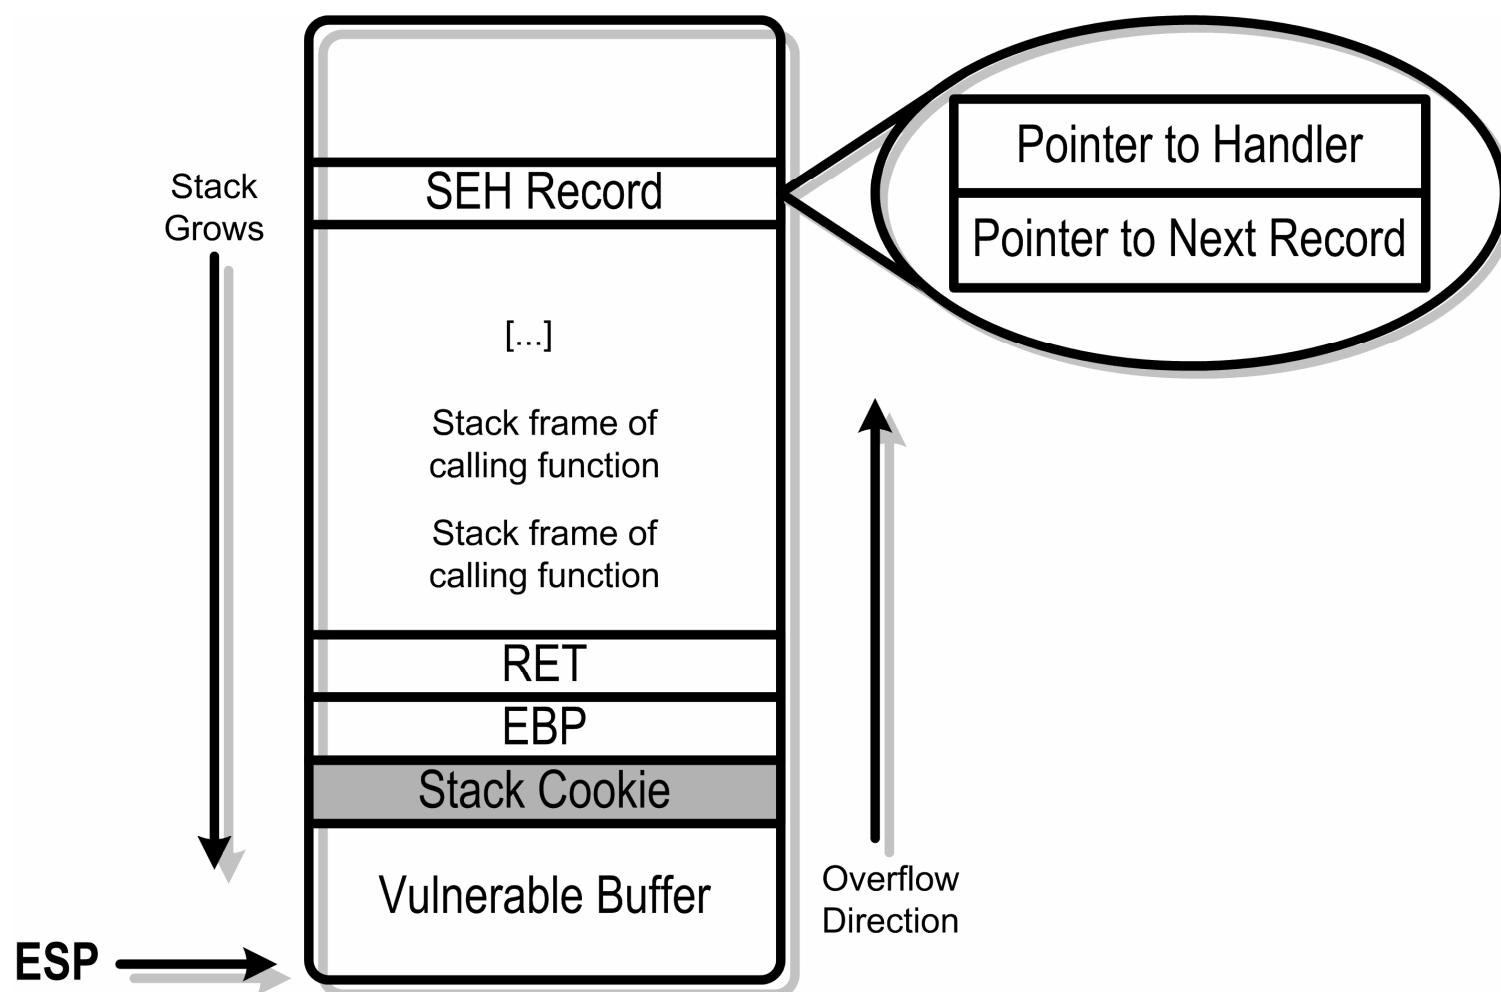 Pointer to Handler
SEH Record
Pointer to Next Record
Stack
Grows
[...]
Stack frame of
calling function
Stack frame of
calling function
RET
EBP
Stack Cookie
Vulnerable Buffer
Overflow
Direction
ESP